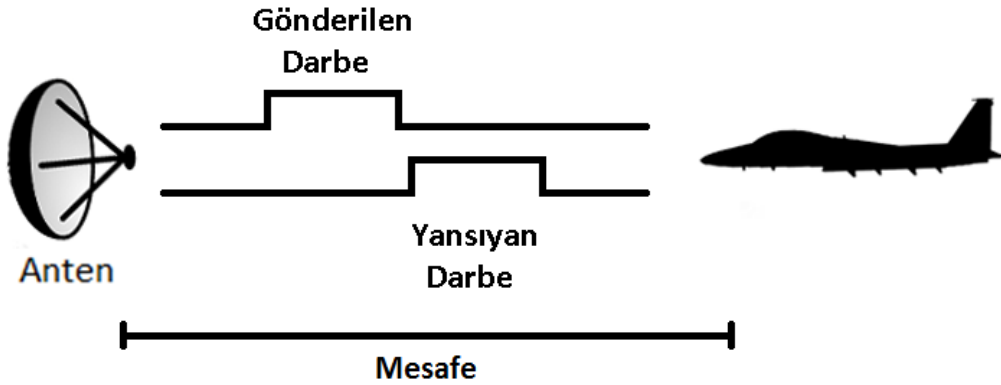 Gönderilen
Darbe
Yansıyan
Darbe
Anten
Mesafe